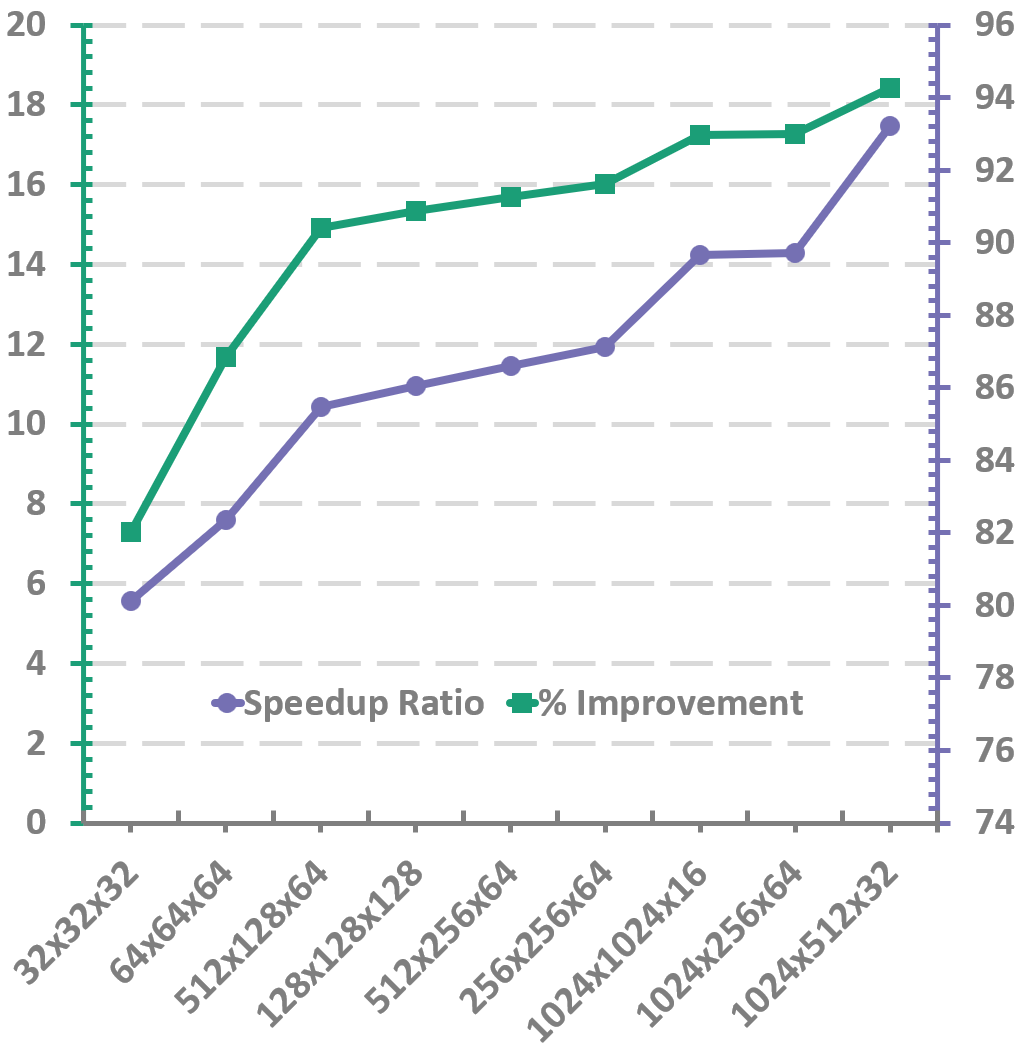 20
18
16
14
12
10
8
6
4
2
0
96
94
92
90
88
86
84
82
80
78
76
74
Speedup Ratio
% Improvement
32x32x32
64x64x64
512x128x64
128x128x128
512x256x64
256x256x64
1024x1024x16
1024x256x64
1024x512x32